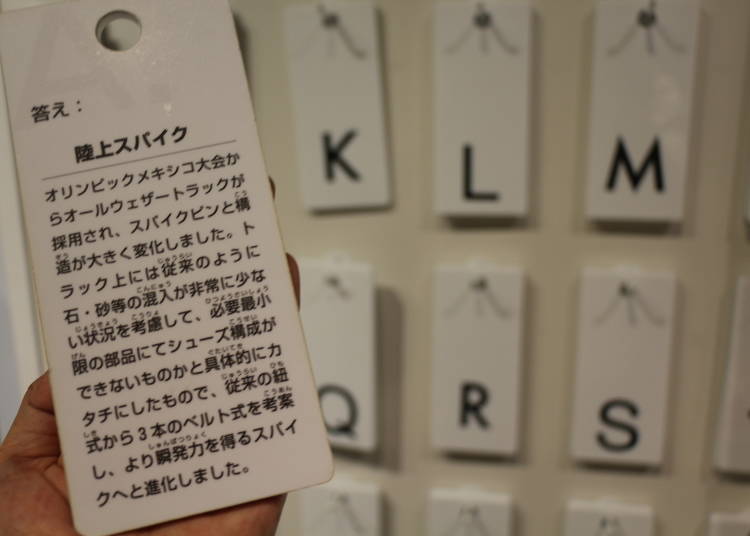 答え：
陸上スパイク
オリンピックメキシコ大会か
らオールウェザートラックが
採用され、スパイクピンと構
造が大きく変化しました。ト
ラック上には従来のように
石・砂等の混入が非常に少な
い状況を考慮して、必要最小
限の部品にてシューズ構成が
できないものかと具体的にカ
タチにしたもので、従来の紐
式から3本のベルト式を考案
し、より瞬発力を得るスパイ
クへと進化しました。
K
L
M
Q
R
S